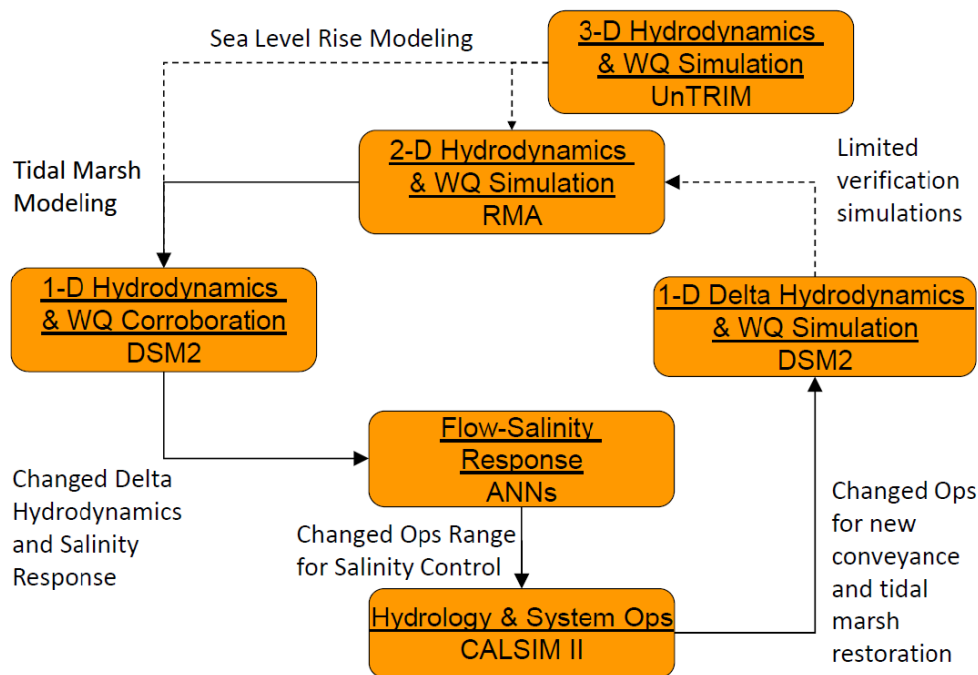 Sea Level Rise Modeling
3-D Hydrodynamics
& WQ Simulation
UnTRIM
Tidal Marsh
Modeling
2-D Hydrodynamics
& WQ Simulation
RMA
Limited
verification
simulations
1-D Hydrodynamics
& WQ Corroboration
DSM2
1-D Delta Hydrodynamics
& WQ Simulation
DSM2
Changed Delta
Hydrodynamics
and Salinity
Response
Flow-Salinity
Response
ANNs
Changed Ops Range
for Salinity Control
Hydrology & System Ops
CALSIM II
Changed Ops
for new
conveyance
and tidal
marsh
restoration